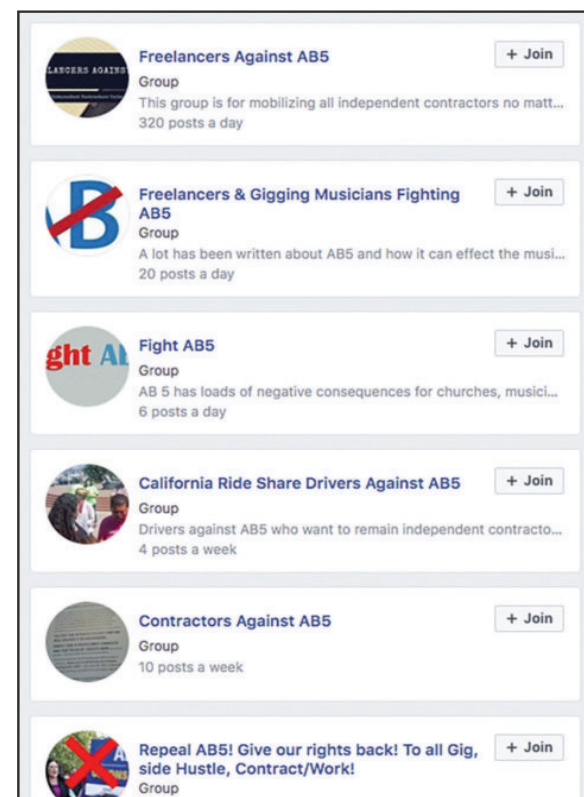 LANCERS AGAINST
Freelancers Against AB5
+ Join
Group
This group is for mobilizing all independent contractors no matt...
320 posts a day
B
Freelancers & Gigging Musicians Fighting
AB5
+ Join
Group
A lot has been written about AB5 and how it can effect the musi...
20 posts a day
ght AB
Fight AB5
+ Join
Group
AB 5 has loads of negative consequences for churches, musici...
6 posts a day
California Ride Share Drivers Against AB5
+ Join
Group
Drivers against AB5 who want to remain independent contracto...
4 posts a week
Contractors Against AB5
+ Join
Group
10 posts a week
Repeal AB5! Give our rights back! To all Gig,
side Hustle, Contract/Work!
+ Join
Group